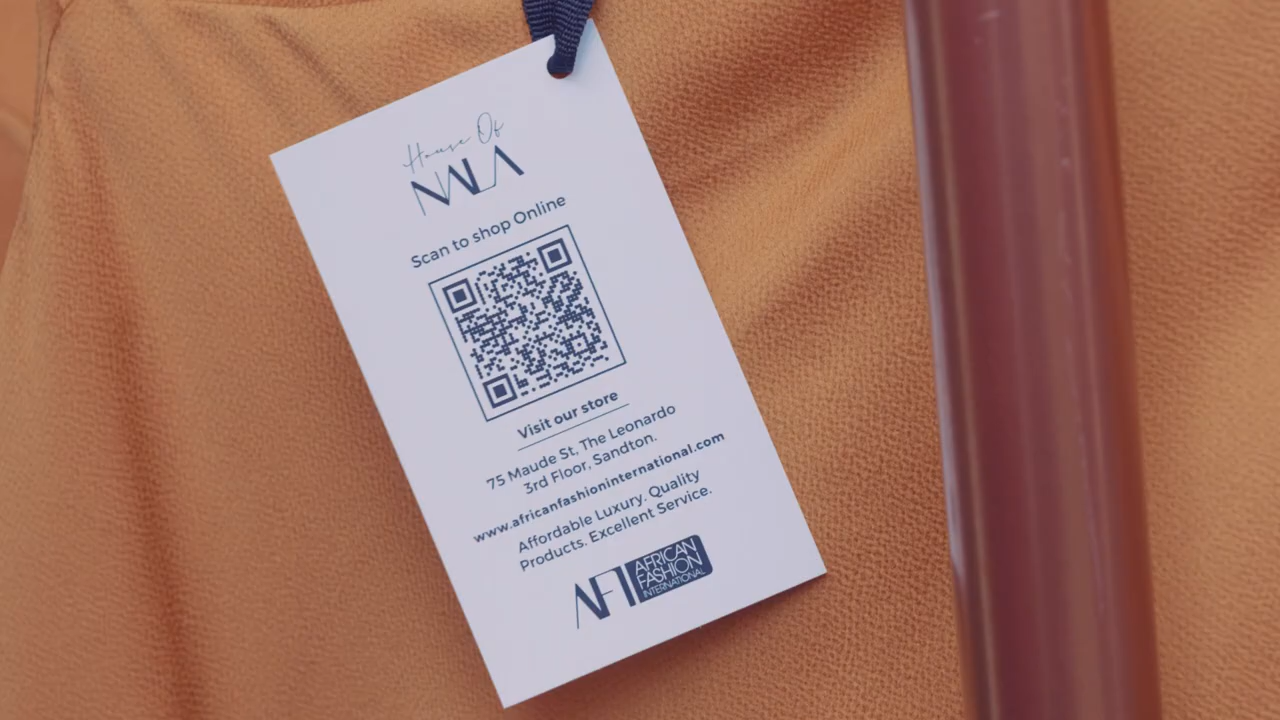 House Of
NALA
Scan to shop Online
Visit our store
75 Maude St, The Leonardo
3rd Floor, Sandton.
www.africanfashioninternational.com
Affordable Luxury. Quality
Products. Excellent Service.
AFI
AFRICAN
FASHION
INTERNATIONAL